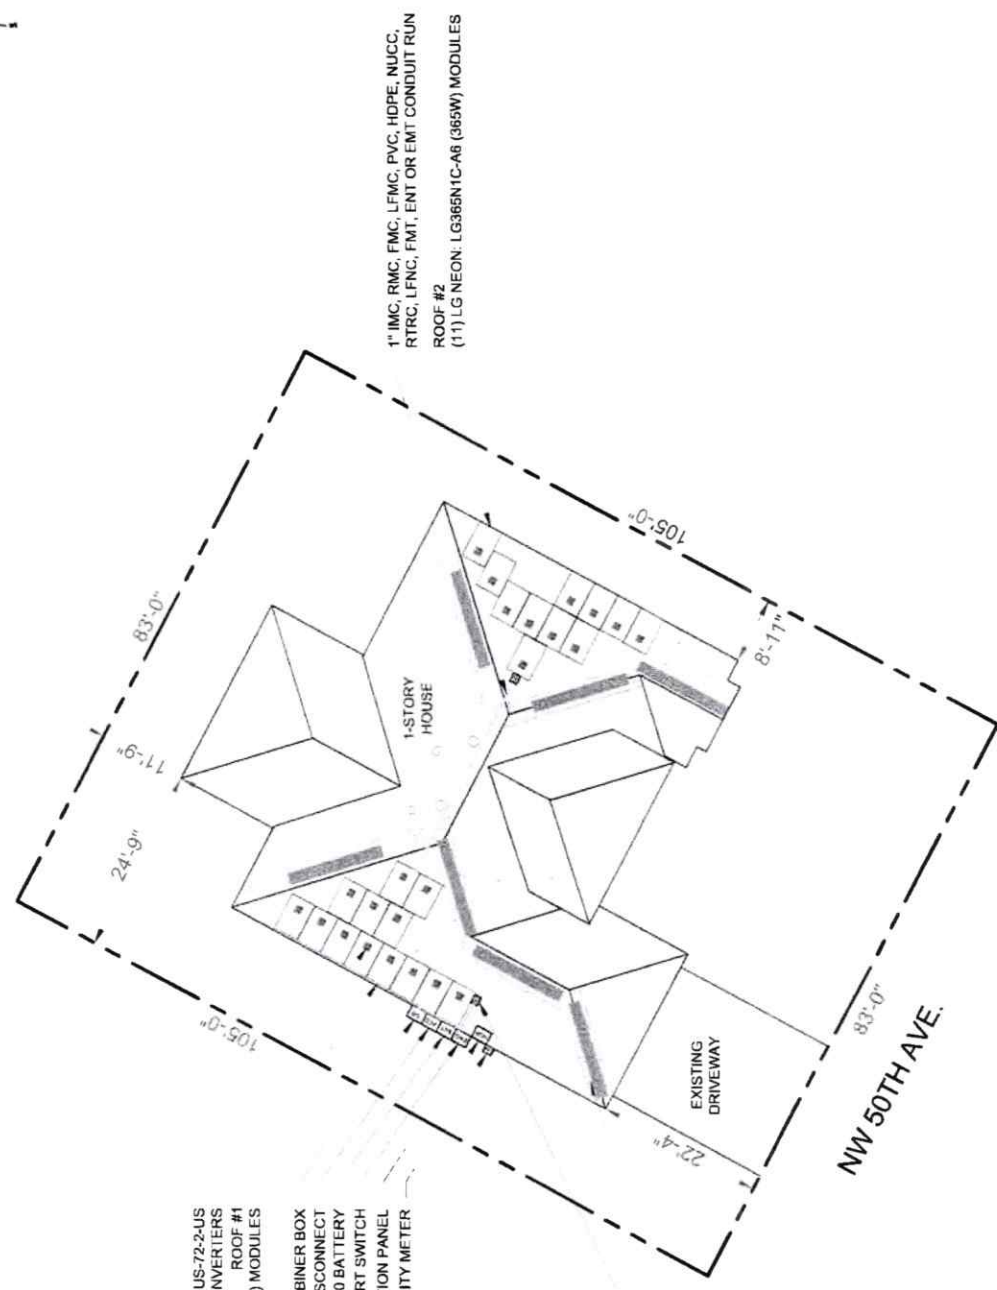 1" IMC, RMC, FMC, LFMC, PVC, HDPE, NUCC,
RTRC, LFNC, FMT, ENT OR EMT CONDUIT RUN
ROOF #2
(11) LG NEON: LG365N1C-A6 (365W) MODULES
83'-0"
11'-9"
24'-9"
105'-0"
8'-11"
1-STORY
HOUSE
105'-0"
US-72-2-US
NVERTERS
ROOF #1
) MODULES
BINER BOX
SCONNECT
0 BATTERY
RT SWITCH
ION PANEL
ITY METER
EXISTING
DRIVEWAY
22'-4"
83'-0"
NW 50TH AVE.